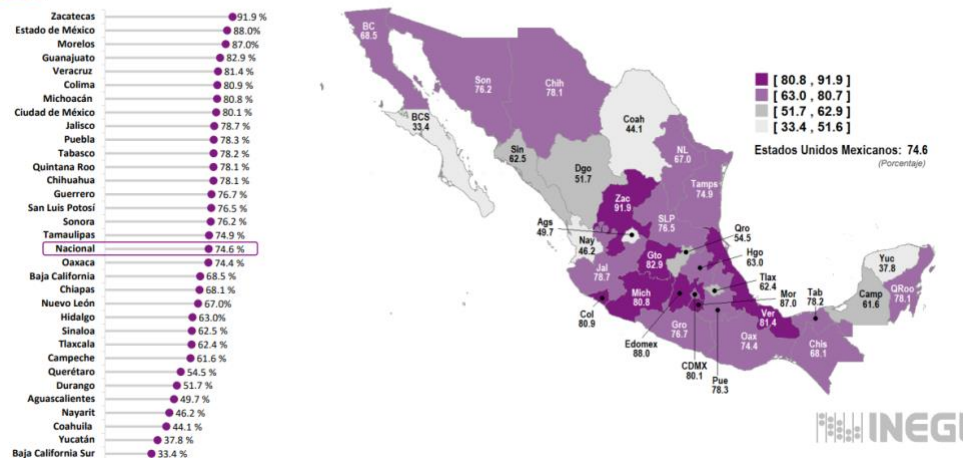 Zacatecas 91.9 %
Estado de México 88.0%
Morelos 87.0%
Guanajuato 82.9 %
Veracruz 81.4 %
Colima 80.9 %
Michoacán 80.8 %
Ciudad de México 80.1 %
Jalisco 78.7 %
Puebla 78.3 %
Tabasco 78.2 %
Quintana Roo 78.1 %
Chihuahua 78.1 %
Guerrero 76.7 %
San Luis Potosí 76.5 %
Sonora 76.2 %
Tamaulipas 74.9 %
Nacional 74.6 %
Oaxaca 74.4 %
Baja California 68.5 %
Chiapas 68.1 %
Nuevo León 67.0%
Hidalgo 63.0%
Sinaloa 62.5 %
Tlaxcala 62.4 %
Campeche 61.6 %
Querétaro 54.5 %
Durango 51.7 %
Aguascalientes 49.7 %
Nayarit 46.2 %
Coahuila 44.1 %
Yucatán 37.8 %
Baja California Sur 33.4 %
BC
68.5
Son
76.2
Chih
78.1
BCS
33.4
Coah
44.1
Sin
62.5
Dgo
51.7
NL
67.0
Tamps
74.9
Zac
91.9
SLP
76.5
Ags
49.7
Nay
46.2
Jal
78.7
Gto
82.9
Qro
54.5
Hgo
63.0
Tlax
62.4
Mor
87.0
Tab
78.2
Yuc
37.8
QRoo
78.1
Camp
61.6
Mich
80.8
Col
80.9
Gro
76.7
Edomex
88.0
CDMX
80.1
Pue
78.3
Oax
74.4
Ver
81.4
Chis
68.1
[ 80.8 , 91.9 ]
[ 63.0 , 80.7 ]
[ 51.7 , 62.9 ]
[ 33.4 , 51.6 ]
Estados Unidos Mexicanos: 74.6
(Porcentaje)
INEGI